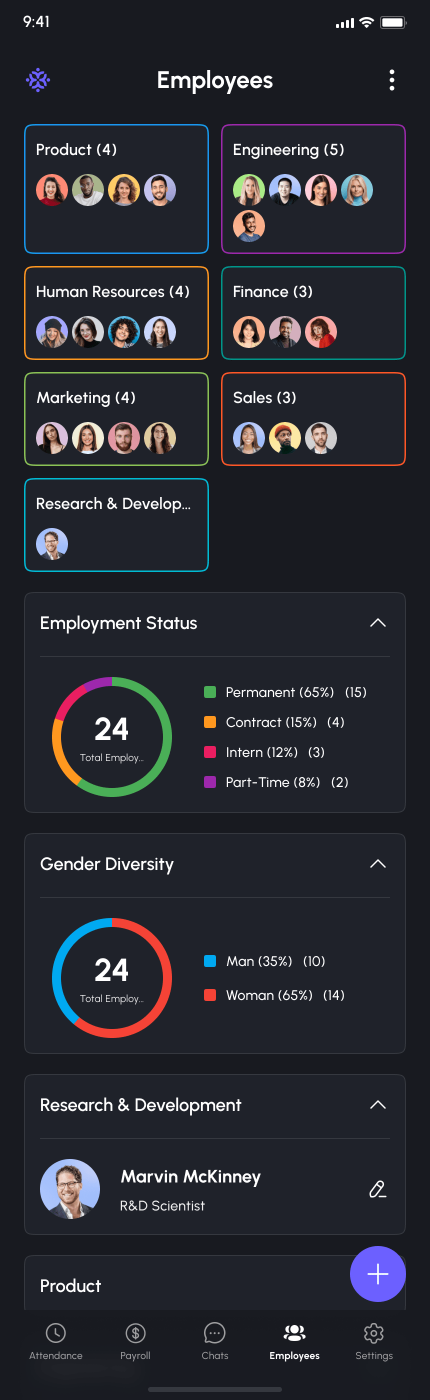 9:41
Employees
Product (4)
Engineering (5)
Human Resources (4)
Finance (3)
Marketing (4)
Sales (3)
Research & Develop...
Employment Status
24
Total Employ...
Permanent (65%) (15)
Contract (15%) (4)
Intern (12%) (3)
Part-Time (8%) (2)
Gender Diversity
24
Total Employ...
Man (35%) (10)
Woman (65%) (14)
Research & Development
Marvin McKinney
R&D Scientist
Product
Attendance
Payroll
Chats
Employees
Settings